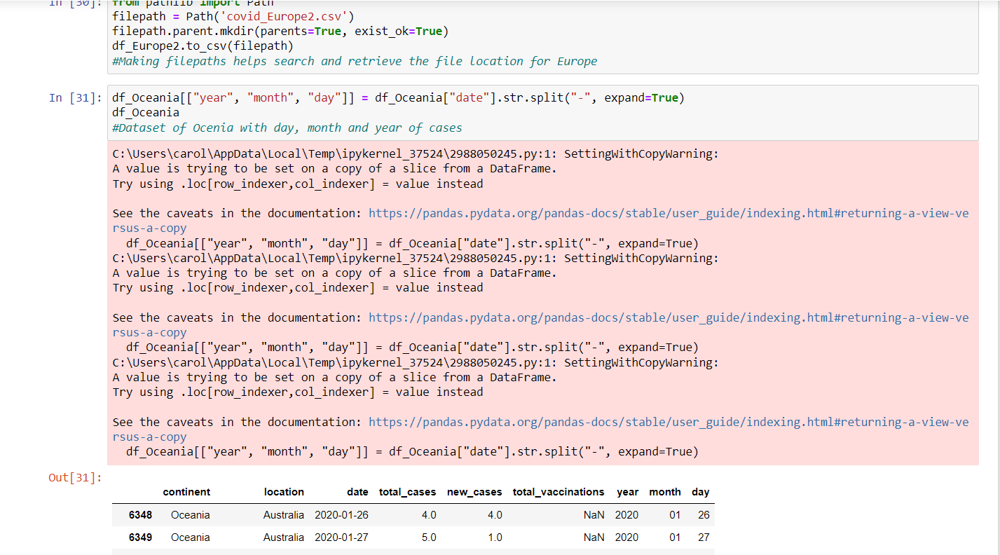 In [30]: from pathlib import Path
filepath = Path('covid_Europe2.csv')
filepath.parent.mkdir(parents=True, exist_ok=True)
df_Europe2.to_csv(filepath)
#Making filepaths helps search and retrieve the file location for Europe
In [31]: df_Oceania[["year", "month", "day"]] = df_Oceania["date"].str.split("-", expand=True)
df_Oceania
#Dataset of Ocenia with day, month and year of cases
C:\Users\carol\AppData\Local\Temp\ipykernel_37524\2988050245.py:1: SettingWithCopyWarning:
A value is trying to be set on a copy of a slice from a DataFrame.
Try using .loc[row_indexer,col_indexer] = value instead
See the caveats in the documentation: https://pandas.pydata.org/pandas-docs/stable/user_guide/indexing.html#returning-a-view-ve
rsus-a-copy
df_Oceania[["year", "month", "day"]] = df_Oceania["date"].str.split("-", expand=True)
C:\Users\carol\AppData\Local\Temp\ipykernel_37524\2988050245.py:1: SettingWithCopyWarning:
A value is trying to be set on a copy of a slice from a DataFrame.
Try using .loc[row_indexer,col_indexer] = value instead
See the caveats in the documentation: https://pandas.pydata.org/pandas-docs/stable/user_guide/indexing.html#returning-a-view-ve
rsus-a-copy
df_Oceania[["year", "month", "day"]] = df_Oceania["date"].str.split("-", expand=True)
C:\Users\carol\AppData\Local\Temp\ipykernel_37524\2988050245.py:1: SettingWithCopyWarning:
A value is trying to be set on a copy of a slice from a DataFrame.
Try using .loc[row_indexer,col_indexer] = value instead
See the caveats in the documentation: https://pandas.pydata.org/pandas-docs/stable/user_guide/indexing.html#returning-a-view-ve
rsus-a-copy
df_Oceania[["year", "month", "day"]] = df_Oceania["date"].str.split("-", expand=True)
Out[31]:
continent location date total_cases new_cases total_vaccinations year month day
6348 Oceania Australia 2020-01-26 4.0 4.0 NaN 2020 01 26
6349 Oceania Australia 2020-01-27 5.0 1.0 NaN 2020 01 27